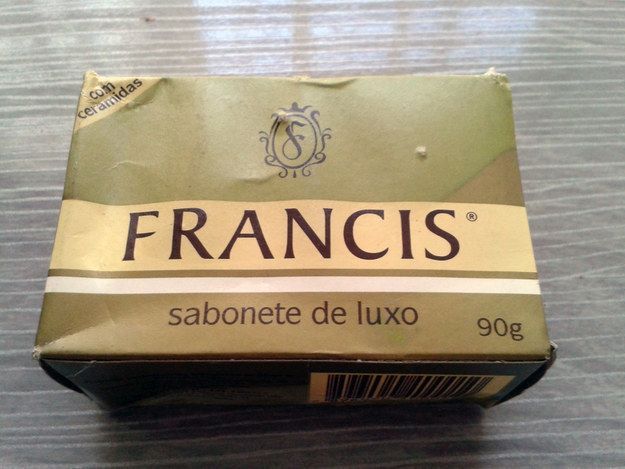 com
ceramidas
F
FRANCIS®
sabonete de luxo
90g